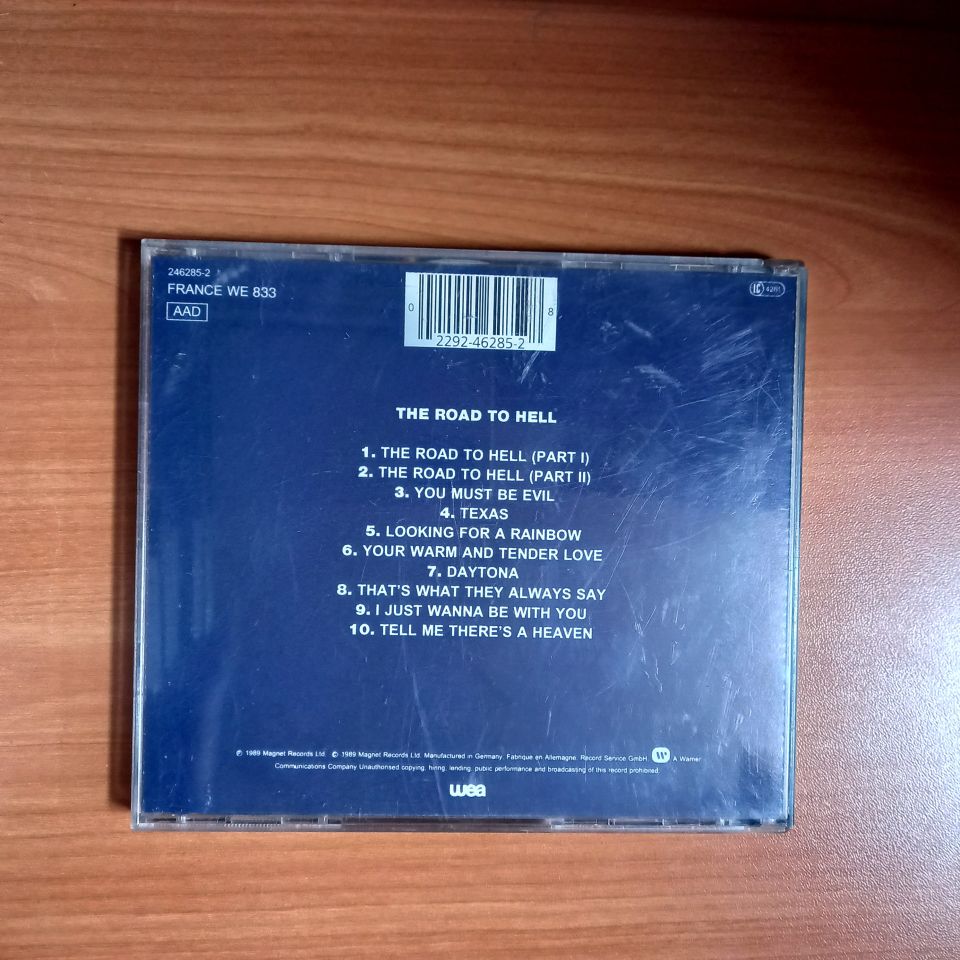 246285-2
FRANCE WE 833
AAD
0 2292-46285-2 8
THE ROAD TO HELL
1. THE ROAD TO HELL (PART I)
2. THE ROAD TO HELL (PART II)
3. YOU MUST BE EVIL
4. TEXAS
5. LOOKING FOR A RAINBOW
6. YOUR WARM AND TENDER LOVE
7. DAYTONA
8. THAT'S WHAT THEY ALWAYS SAY
9. I JUST WANNA BE WITH YOU
10. TELL ME THERE'S A HEAVEN
℗ 1989 Magnet Records Ltd. © 1989 Magnet Records Ltd. Manufactured in Germany. Fabriqué en Allemagne. Record Service GmbH. A Warner
Communications Company Unauthorised copying, hiring, lending, public performance and broadcasting of this record prohibited.
wea